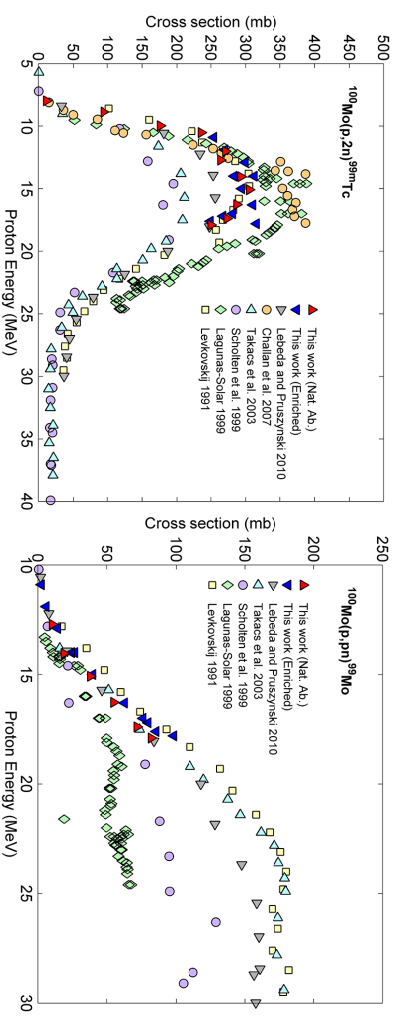 Cross section (mb)
0 50 100 150 200 250 300 350 400 450 500
5 10 15 20 25 30 35 40
Proton Energy (MeV)
100Mo(p,2n)99mTc
This work (Nat. Ab.)
This work (Enriched)
Lebeda and Pruszynski 2010
Challan et al. 2007
Takacs et al. 2003
Scholten et al. 1999
Lagunas-Solar 1999
Levkovskij 1991
Cross section (mb)
0 50 100 150 200 250
10 15 20 25 30
Proton Energy (MeV)
100Mo(p,pn)99Mo
This work (Nat. Ab.)
This work (Enriched)
Lebeda and Pruszynski 2010
Takacs et al. 2003
Scholten et al. 1999
Lagunas-Solar 1999
Levkovskij 1991